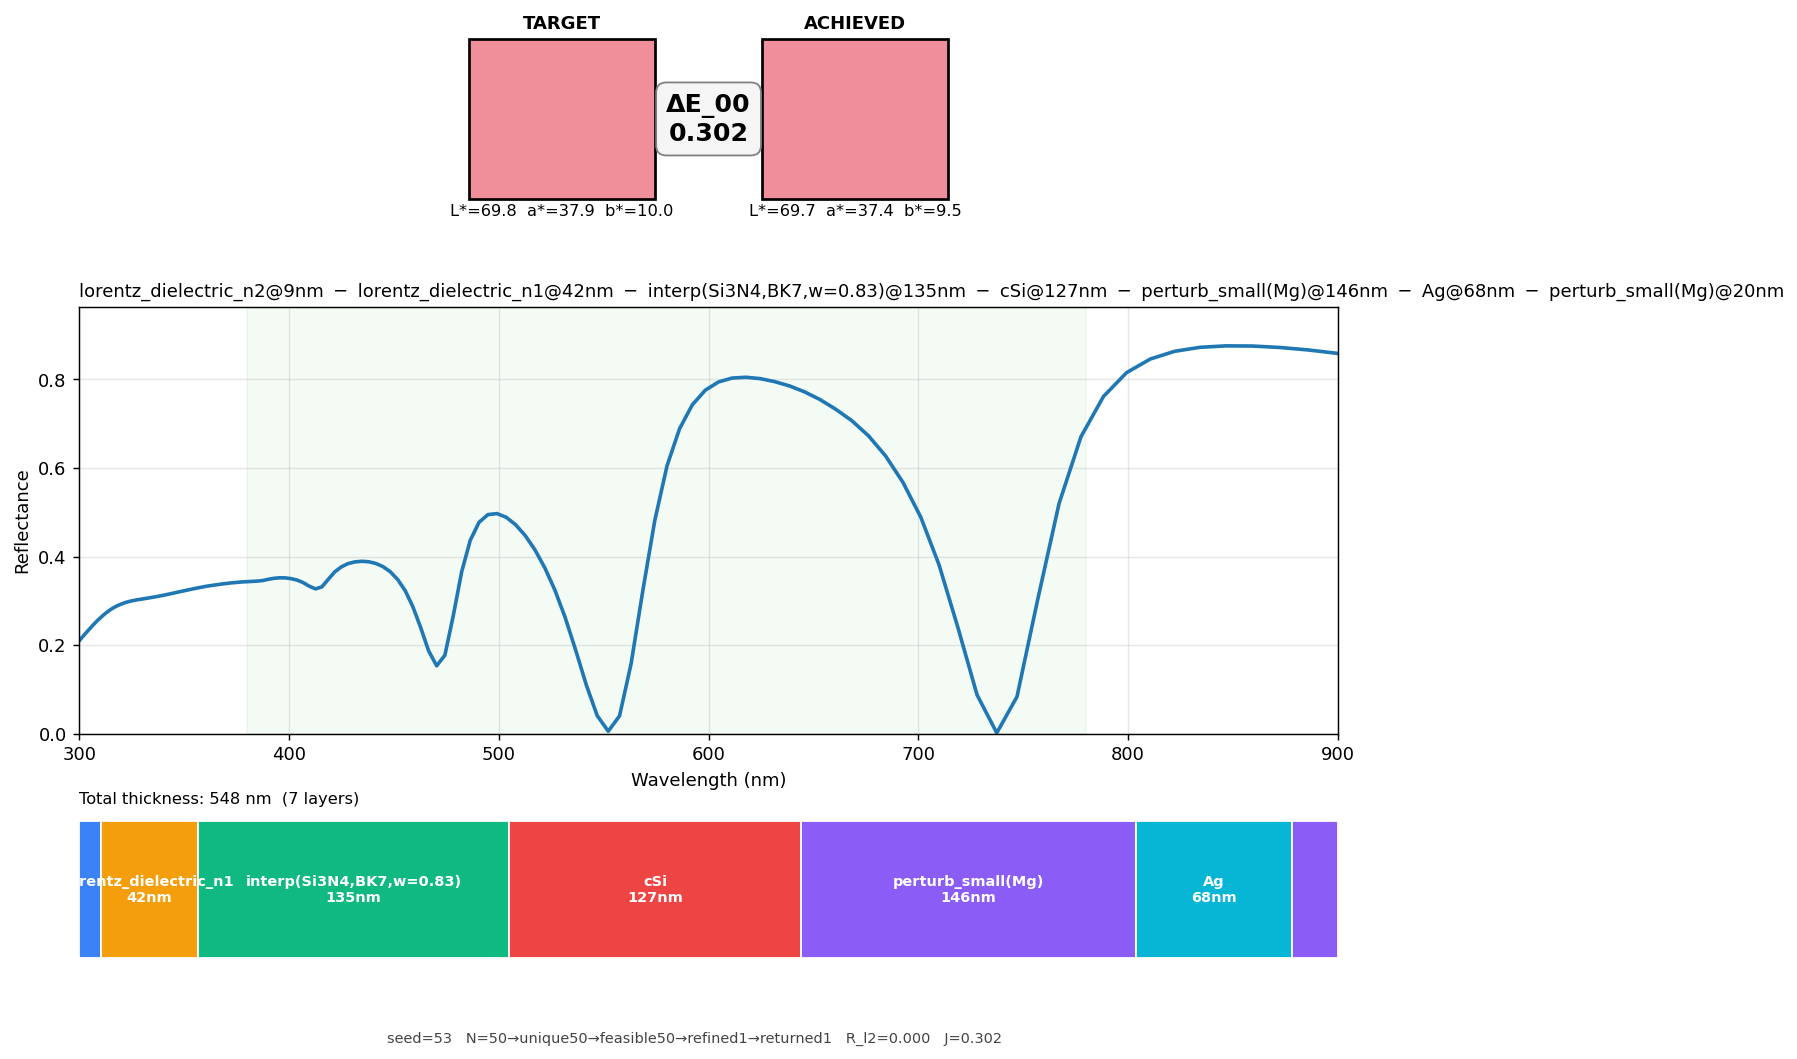 TARGET
ACHIEVED
ΔE_00
0.302
L*=69.8  a*=37.9  b*=10.0
L*=69.7  a*=37.4  b*=9.5
lorentz_dielectric_n2@9nm  −  lorentz_dielectric_n1@42nm  −  interp(Si3N4,BK7,w=0.83)@135nm  −  cSi@127nm  −  perturb_small(Mg)@146nm  −  Ag@68nm  −  perturb_small(Mg)@20nm
0.8
0.6
0.4
0.2
0.0
Reflectance
300 400 500 600 700 800 900
Wavelength (nm)
Total thickness: 548 nm  (7 layers)
rentz_dielectric_n1
42nm
interp(Si3N4,BK7,w=0.83)
135nm
cSi
127nm
perturb_small(Mg)
146nm
Ag
68nm
seed=53   N=50→unique50→feasible50→refined1→returned1   R_l2=0.000   J=0.302